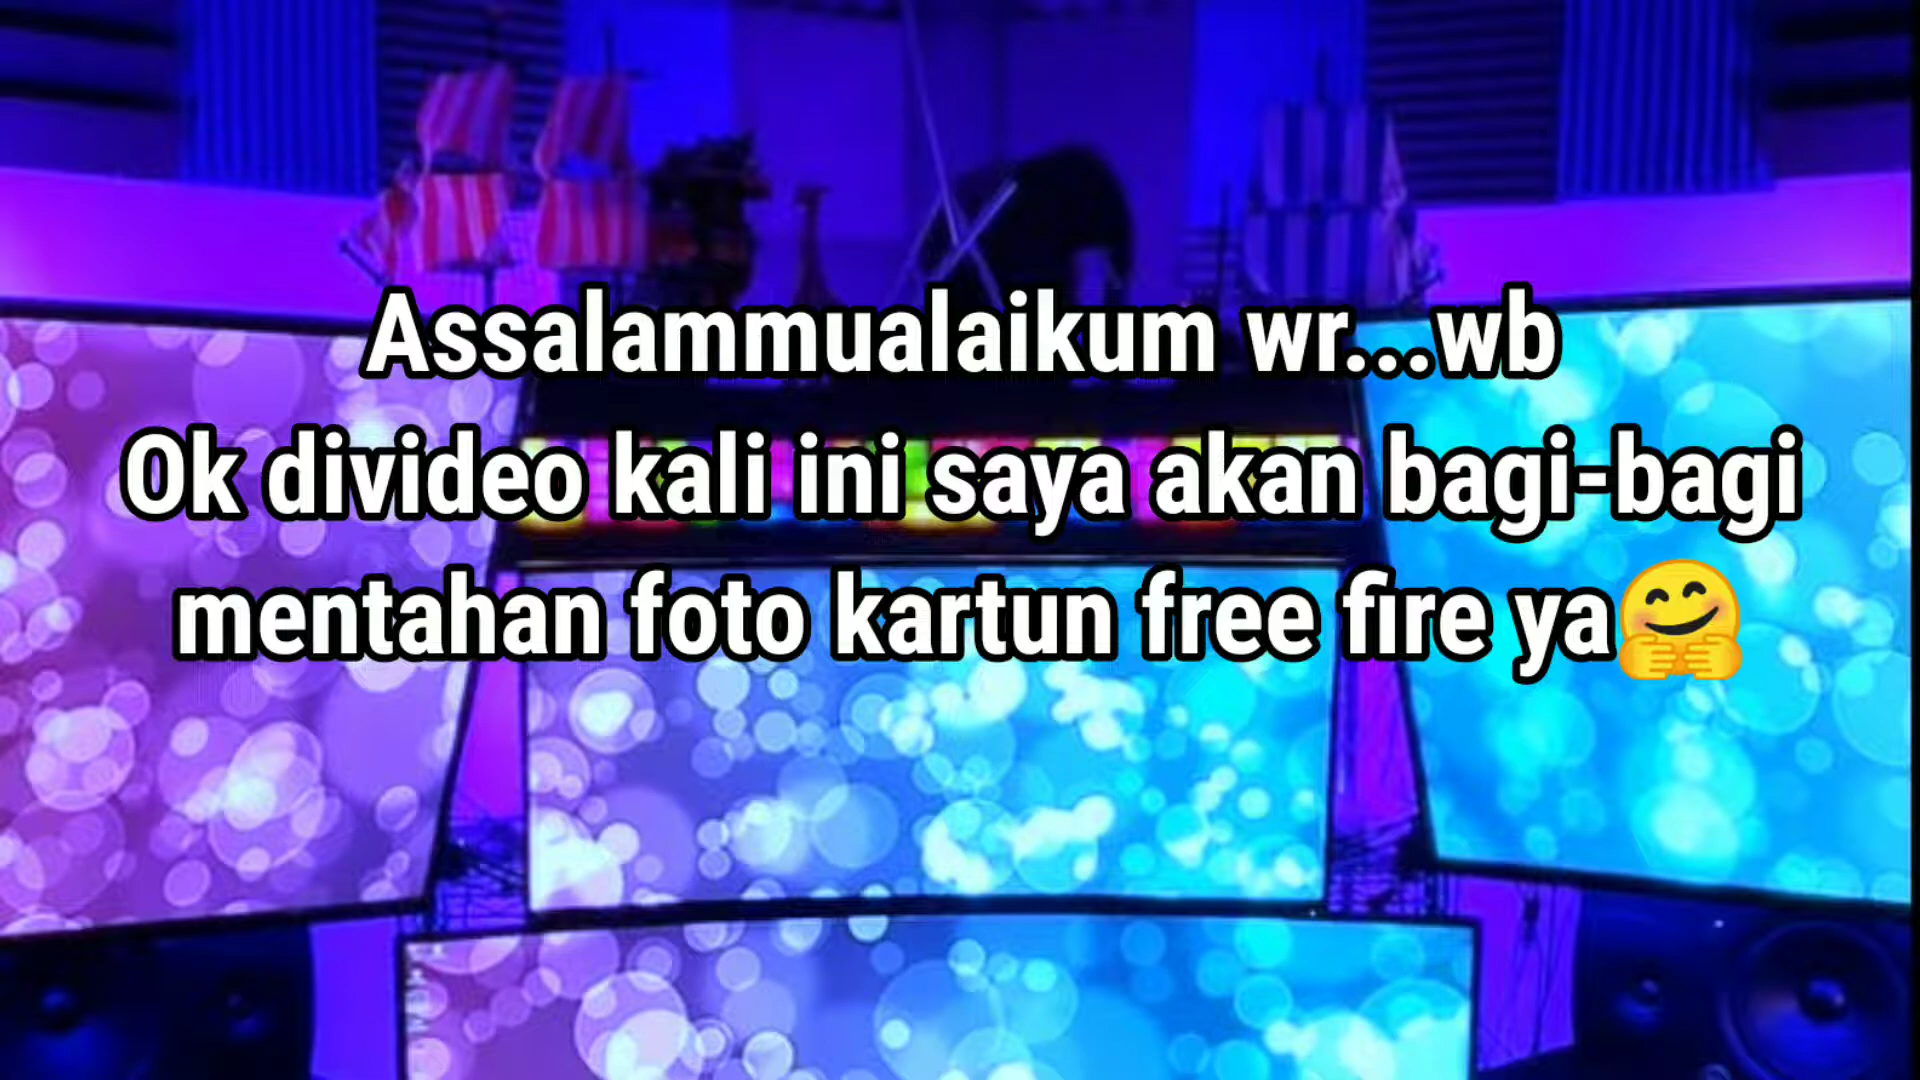 Assalammualaikum wr...wb
Ok divideo kali ini saya akan bagi-bagi
mentahan foto kartun free fire ya🤗